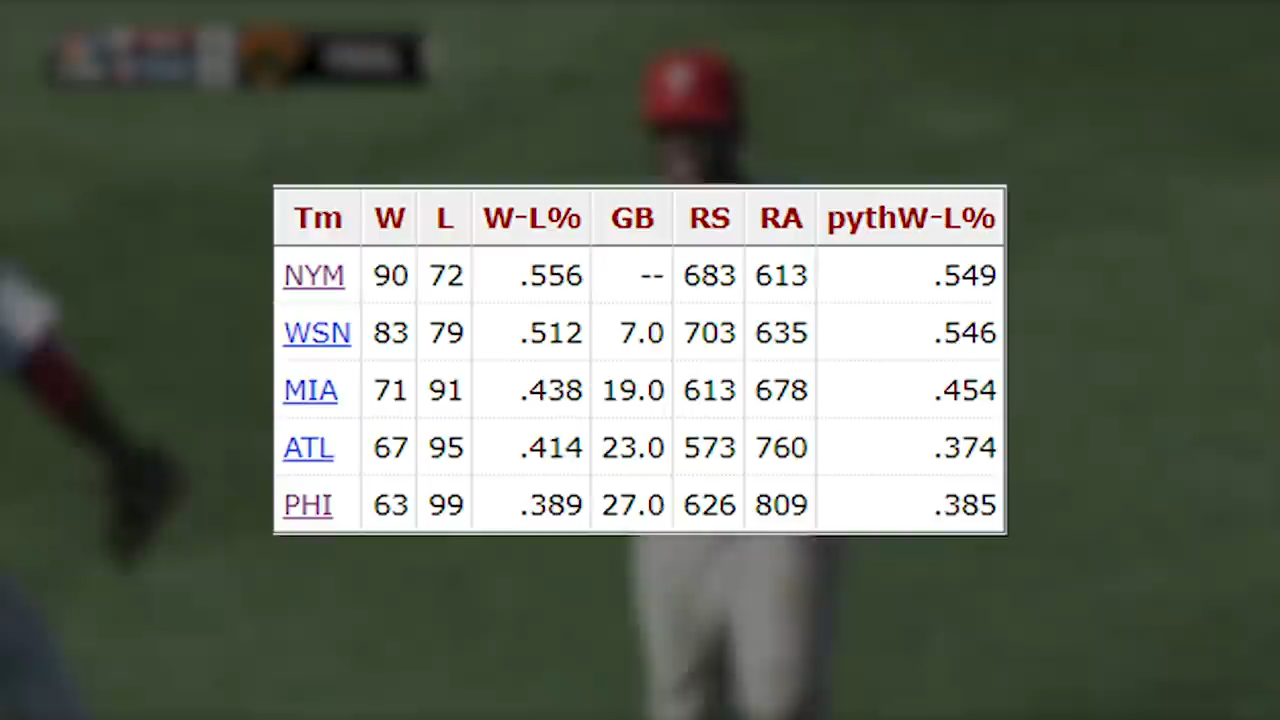 Tm W L W-L% GB RS RA pythW-L%
NYM 90 72 .556 -- 683 613 .549
WSN 83 79 .512 7.0 703 635 .546
MIA 71 91 .438 19.0 613 678 .454
ATL 67 95 .414 23.0 573 760 .374
PHI 63 99 .389 27.0 626 809 .385